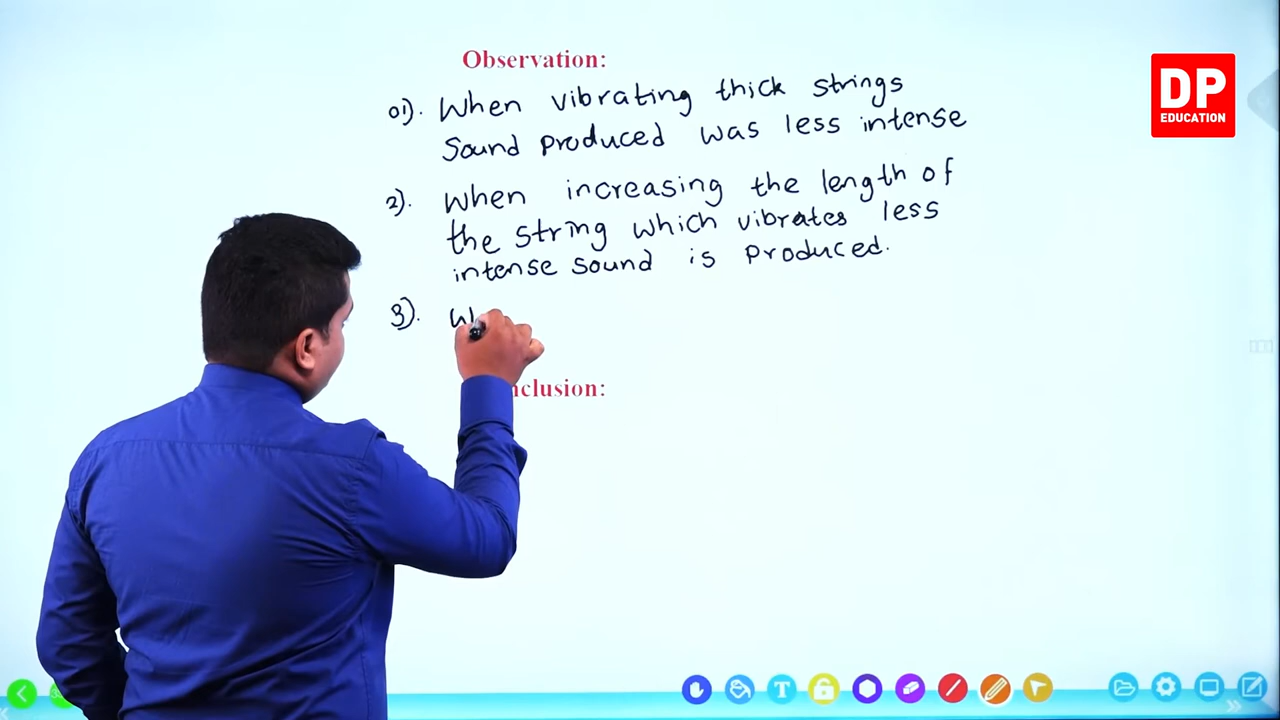 Observation:
01). When vibrating thick strings
Sound produced was less intense
2). When increasing the length of
the string which vibrates less
intense sound is produced.
3). W
nclusion:
DP
EDUCATION
T